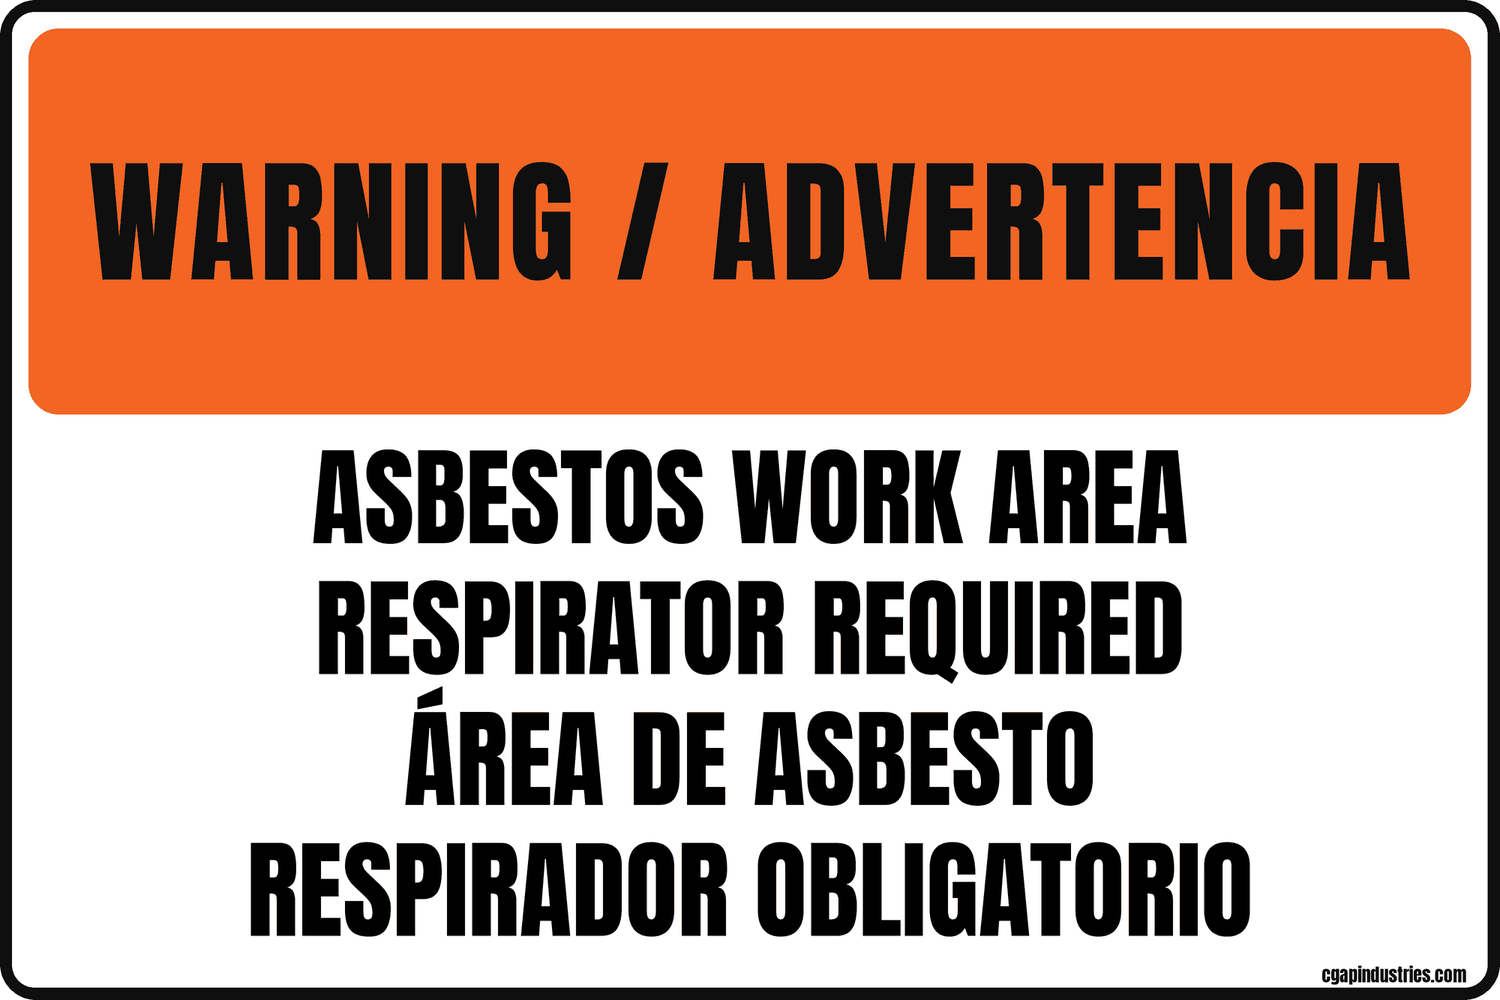 WARNING / ADVERTENCIA
ASBESTOS WORK AREA
RESPIRATOR REQUIRED
ÁREA DE ASBESTO
RESPIRADOR OBLIGATORIO
cgapindustries.com